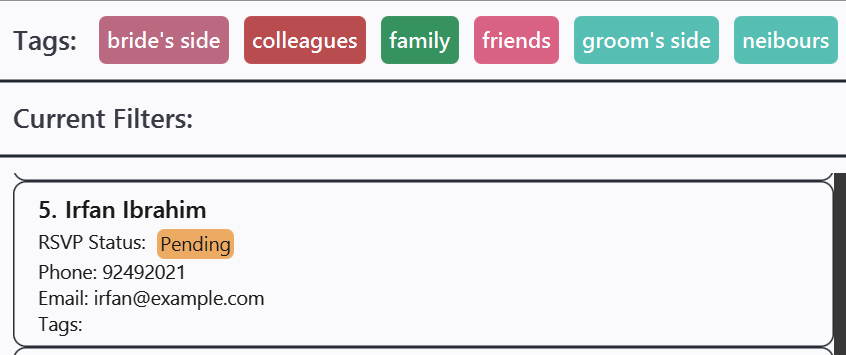 Tags: bride's side colleagues family friends groom's side neibours
Current Filters:
5. Irfan Ibrahim
RSVP Status: Pending
Phone: 92492021
Email: irfan@example.com
Tags: